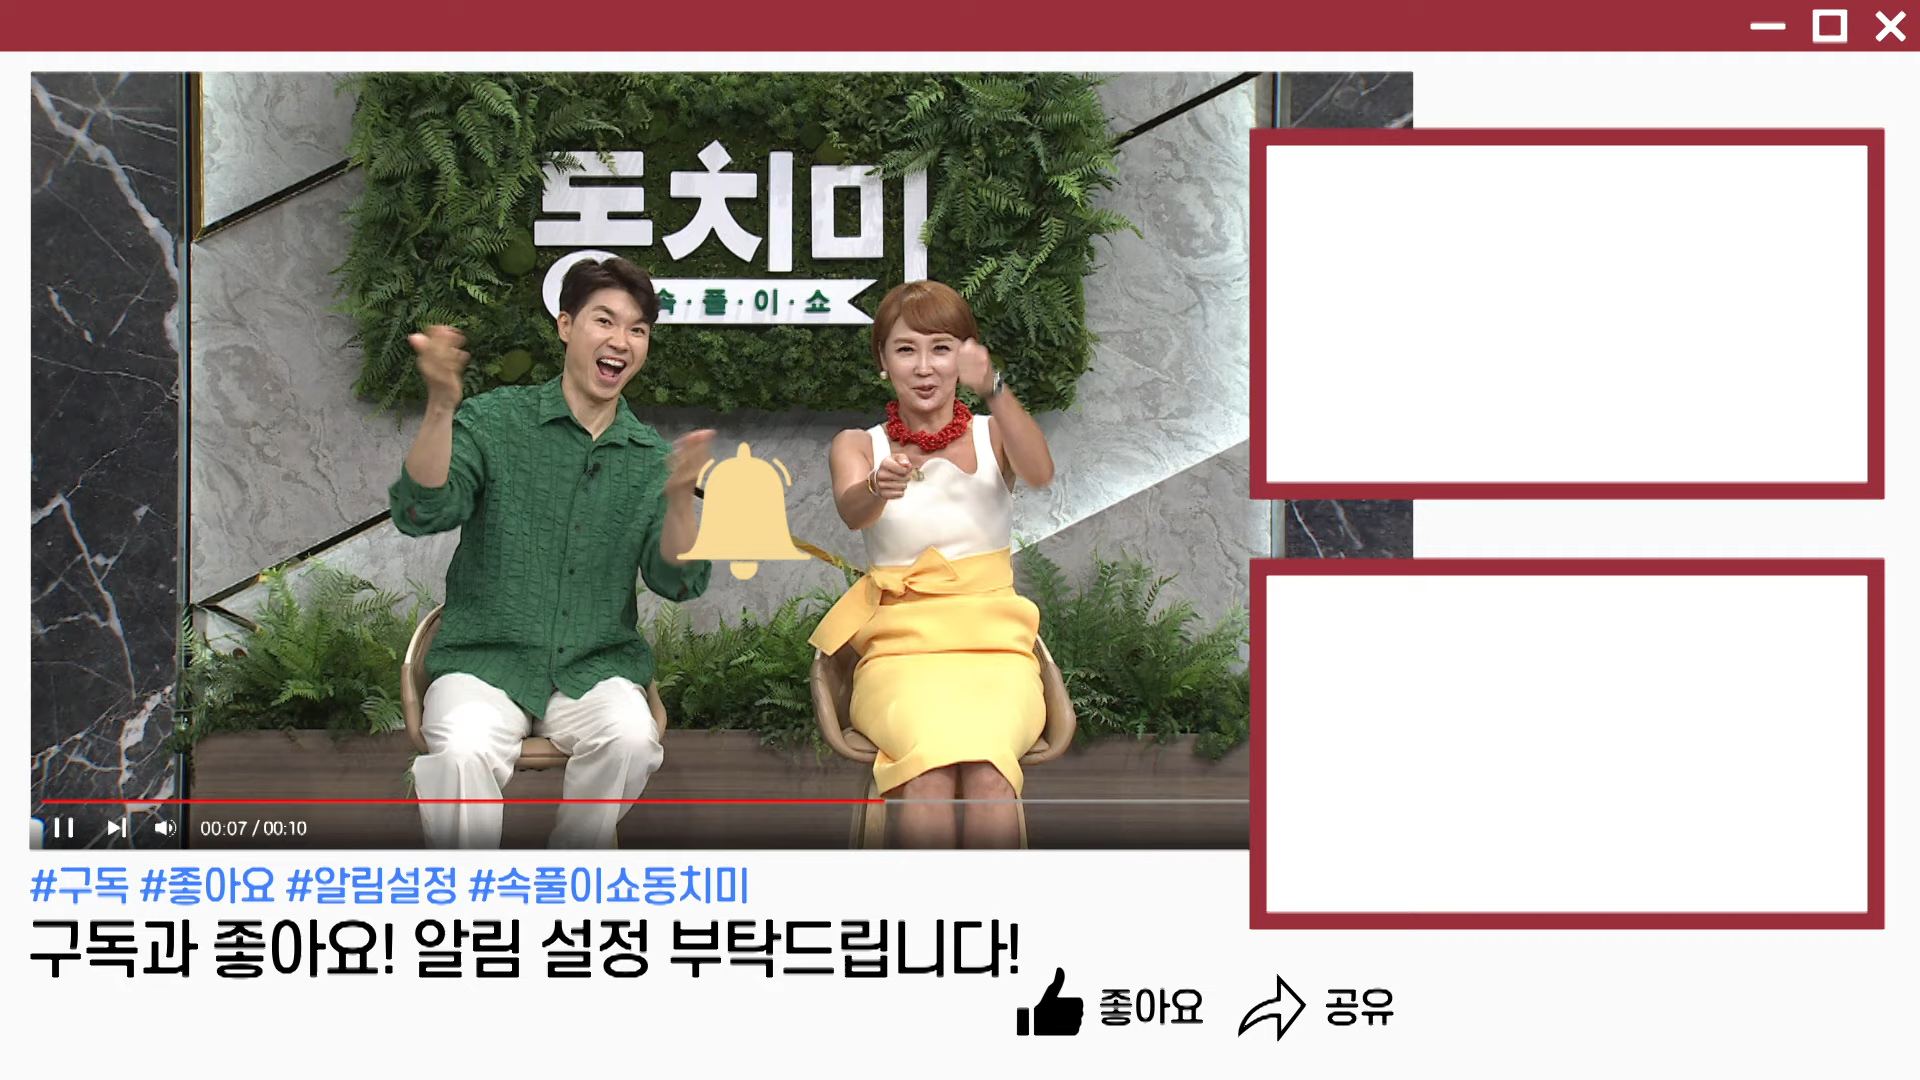 동치미
속·풀·이·쇼
00:07 / 00:10
#구독 #좋아요 #알림설정 #속풀이쇼동치미
구독과 좋아요! 알림 설정 부탁드립니다!
좋아요 공유